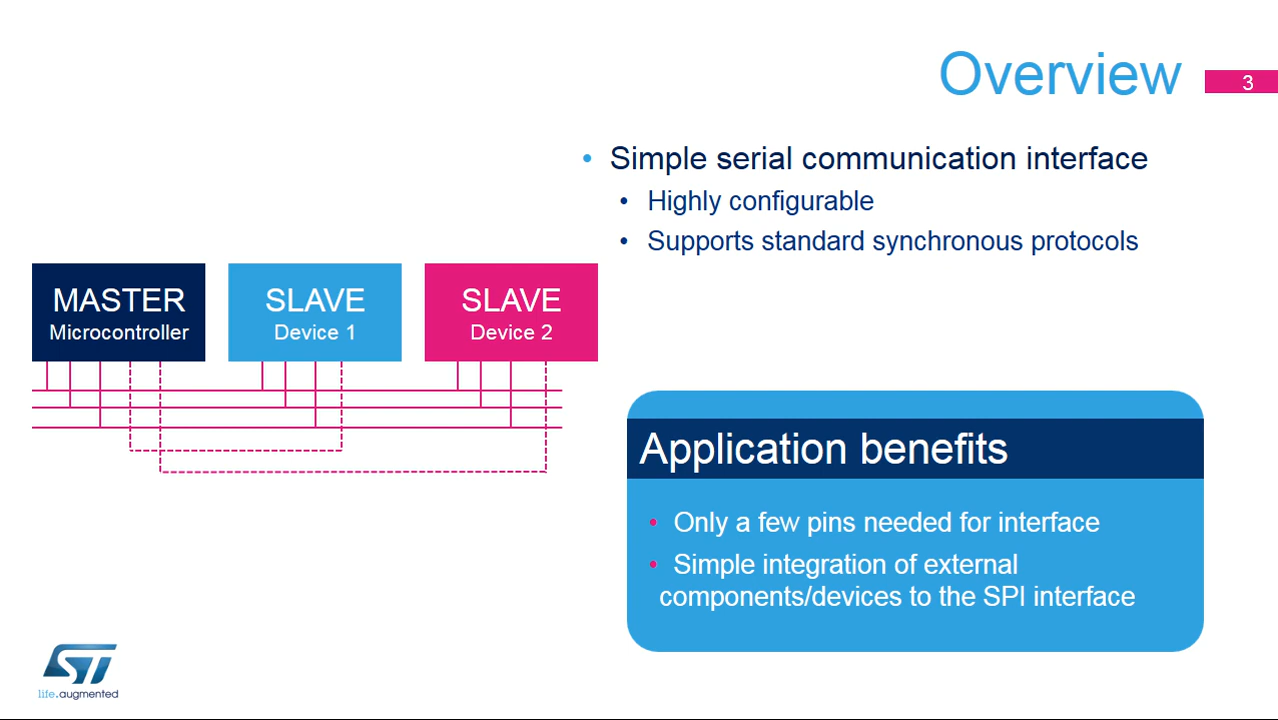 Overview
3
• Simple serial communication interface
• Highly configurable
• Supports standard synchronous protocols
MASTER
Microcontroller
SLAVE
Device 1
SLAVE
Device 2
Application benefits
• Only a few pins needed for interface
• Simple integration of external
components/devices to the SPI interface
ST
life.augmented